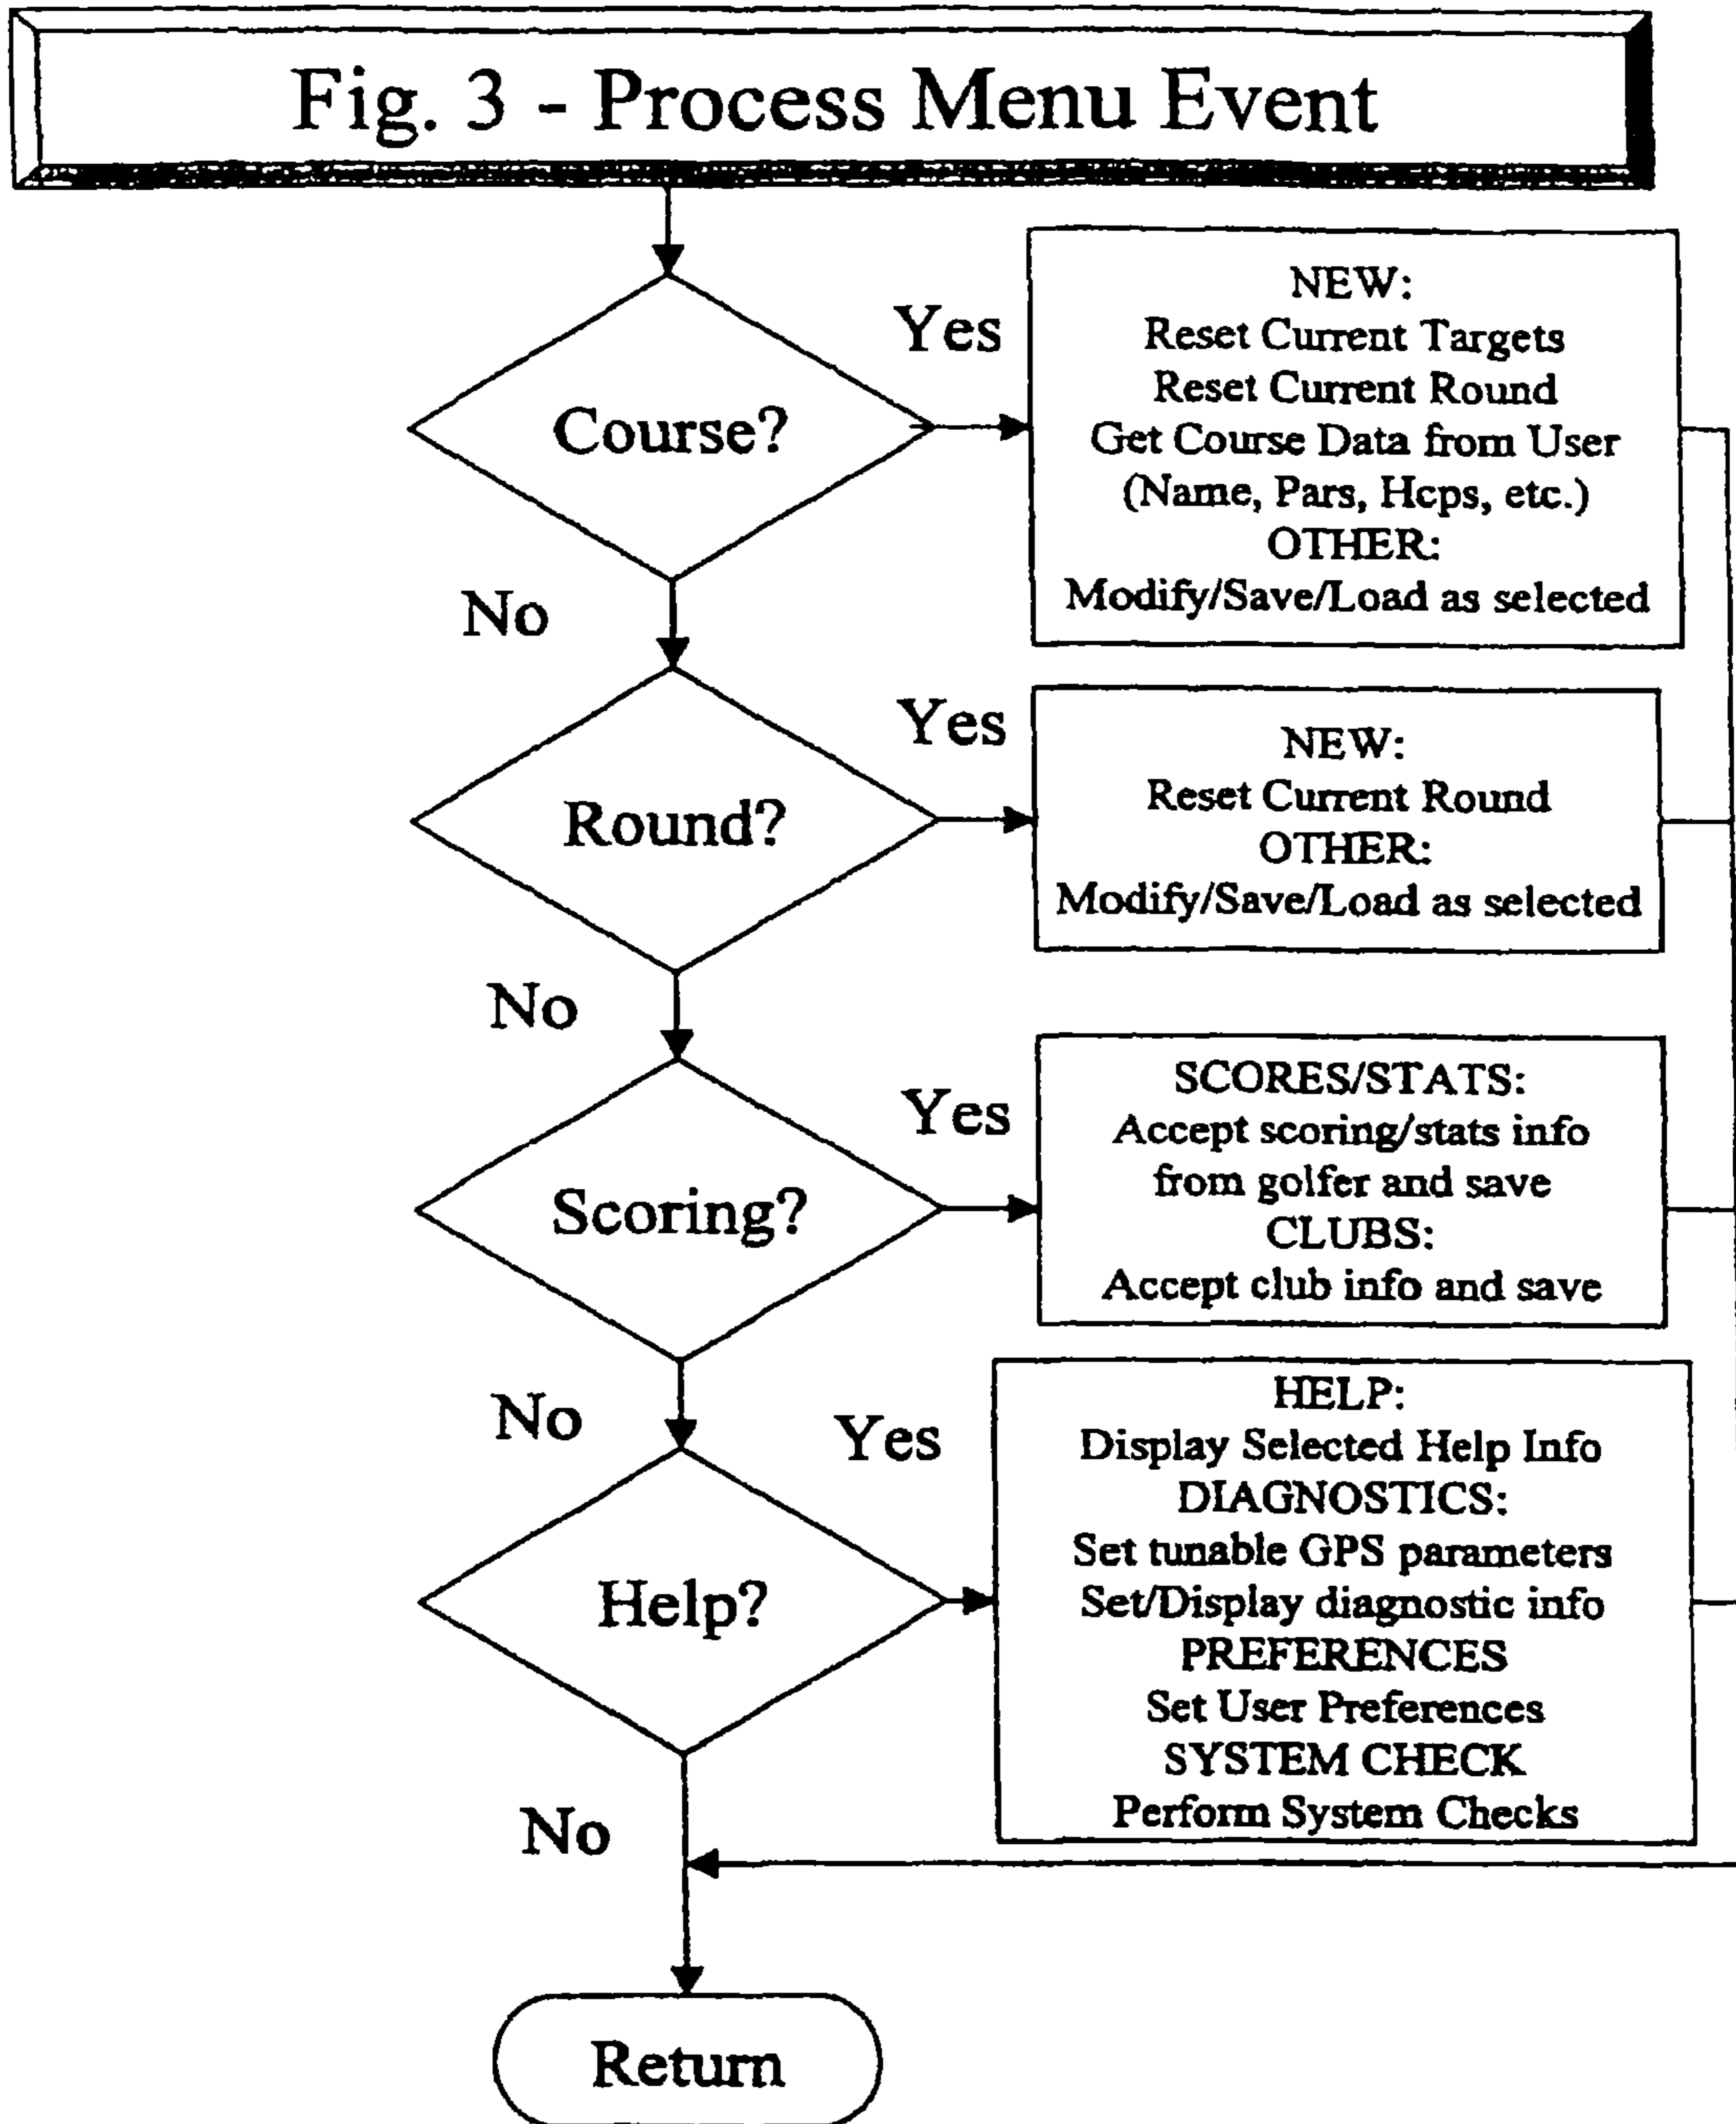 Fig. 3 - Process Menu Event
Course?
Yes
NEW:
Reset Current Targets
Reset Current Round
Get Course Data from User
(Name, Pars, Hcps, etc.)
OTHER:
Modify/Save/Load as selected
No
Round?
Yes
NEW:
Reset Current Round
OTHER:
Modify/Save/Load as selected
No
Scoring?
Yes
SCORES/STATS:
Accept scoring/stats info
from golfer and save
CLUBS:
Accept club info and save
No
Help?
Yes
HELP:
Display Selected Help Info
DIAGNOSTICS:
Set tunable GPS parameters
Set/Display diagnostic info
PREFERENCES
Set User Preferences
SYSTEM CHECK
Perform System Checks
No
Return